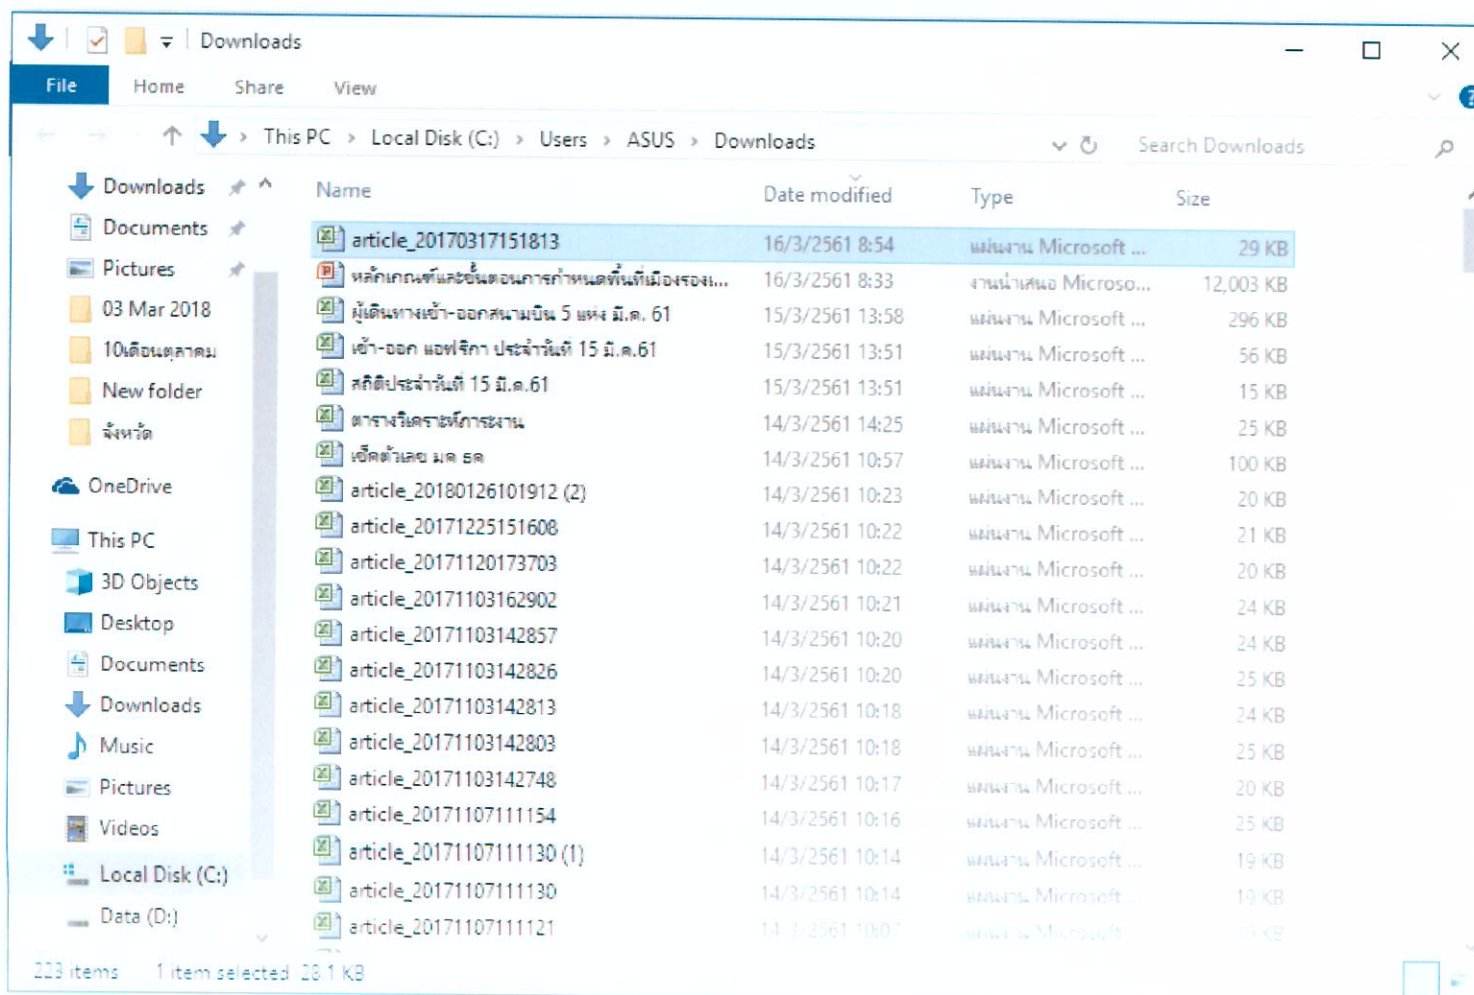 Downloads
File Home Share View
This PC > Local Disk (C:) > Users > ASUS > Downloads
Search Downloads
Downloads
Documents
Pictures
03 Mar 2018
10เดือนตุลาคม
New folder
จังหวัด
OneDrive
This PC
3D Objects
Desktop
Documents
Downloads
Music
Pictures
Videos
Local Disk (C:)
Data (D:)
Name Date modified Type Size
article_20170317151813 16/3/2561 8:54 แผ่นงาน Microsoft ... 29 KB
หลักเกณฑ์และขั้นตอนการกำหนดพื้นที่เมืองรองเ... 16/3/2561 8:33 งานนำเสนอ Microso... 12,003 KB
ผู้เดินทางเข้า-ออกสนามบิน 5 แห่ง มี.ค. 61 15/3/2561 13:58 แผ่นงาน Microsoft ... 296 KB
เข้า-ออก แอฟริกา ประจำวันที่ 15 มี.ค.61 15/3/2561 13:51 แผ่นงาน Microsoft ... 56 KB
สถิติประจำวันที่ 15 มี.ค.61 15/3/2561 13:51 แผ่นงาน Microsoft ... 15 KB
ตารางวิเคราะห์ภาระงาน 14/3/2561 14:25 แผ่นงาน Microsoft ... 25 KB
เช็คตัวเลข มค ธค 14/3/2561 10:57 แผ่นงาน Microsoft ... 100 KB
article_20180126101912 (2) 14/3/2561 10:23 แผ่นงาน Microsoft ... 20 KB
article_20171225151608 14/3/2561 10:22 แผ่นงาน Microsoft ... 21 KB
article_20171120173703 14/3/2561 10:22 แผ่นงาน Microsoft ... 20 KB
article_20171103162902 14/3/2561 10:21 แผ่นงาน Microsoft ... 24 KB
article_20171103142857 14/3/2561 10:20 แผ่นงาน Microsoft ... 24 KB
article_20171103142826 14/3/2561 10:20 แผ่นงาน Microsoft ... 25 KB
article_20171103142813 14/3/2561 10:18 แผ่นงาน Microsoft ... 24 KB
article_20171103142803 14/3/2561 10:18 แผ่นงาน Microsoft ... 25 KB
article_20171103142748 14/3/2561 10:17 แผ่นงาน Microsoft ... 20 KB
article_20171107111154 14/3/2561 10:16 แผ่นงาน Microsoft ... 25 KB
article_20171107111130 (1) 14/3/2561 10:14 แผ่นงาน Microsoft ... 19 KB
article_20171107111130 14/3/2561 10:14 แผ่นงาน Microsoft ... 19 KB
article_20171107111121 14/3/2561 10:07 แผ่นงาน Microsoft KB
223 items 1 item selected 28.1 KB